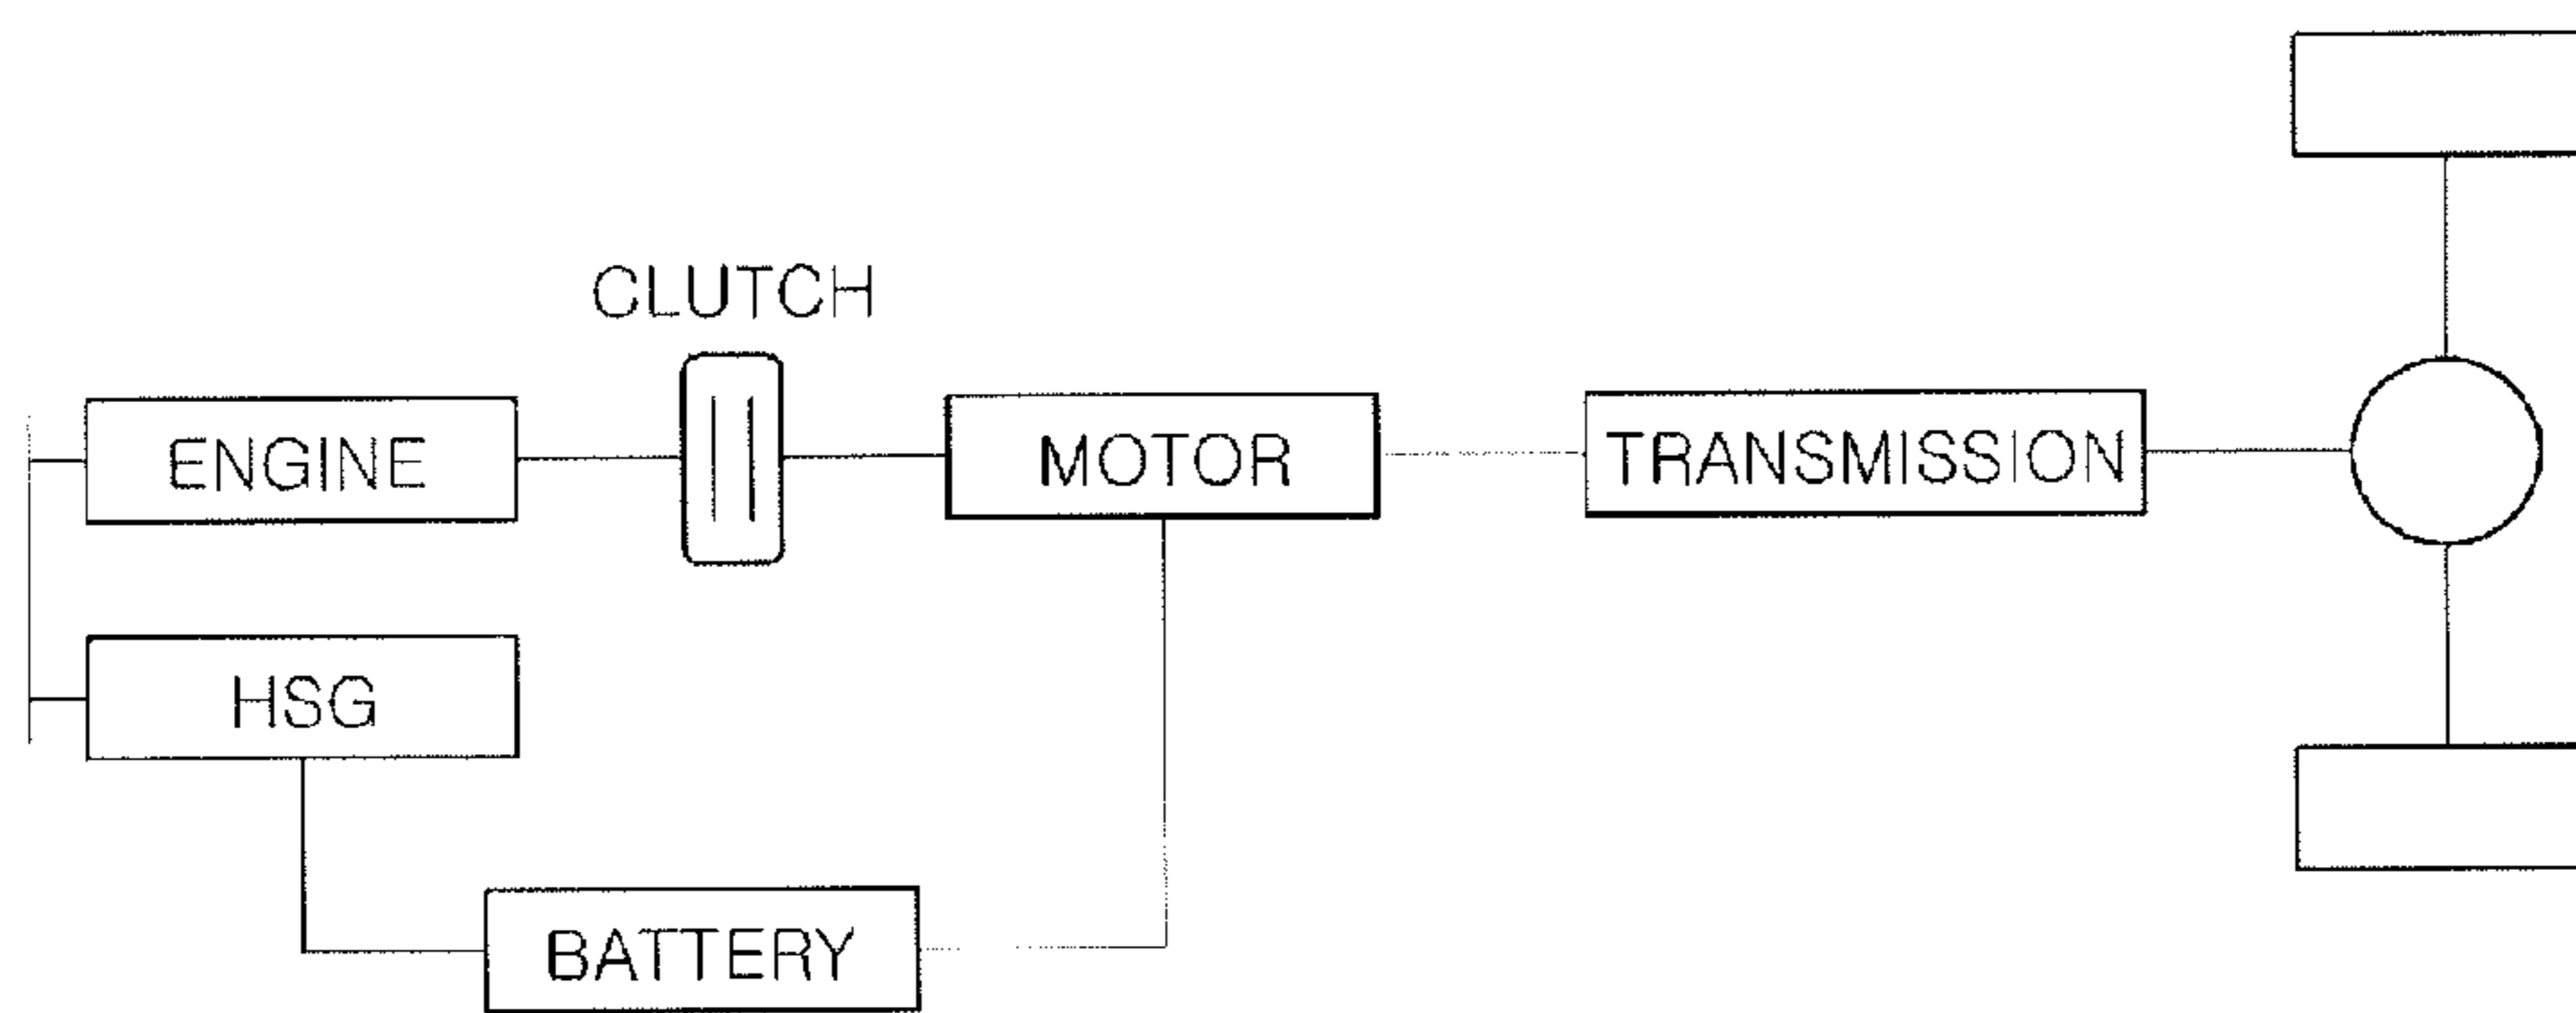 CLUTCH
ENGINE
MOTOR
TRANSMISSION
HSG
BATTERY